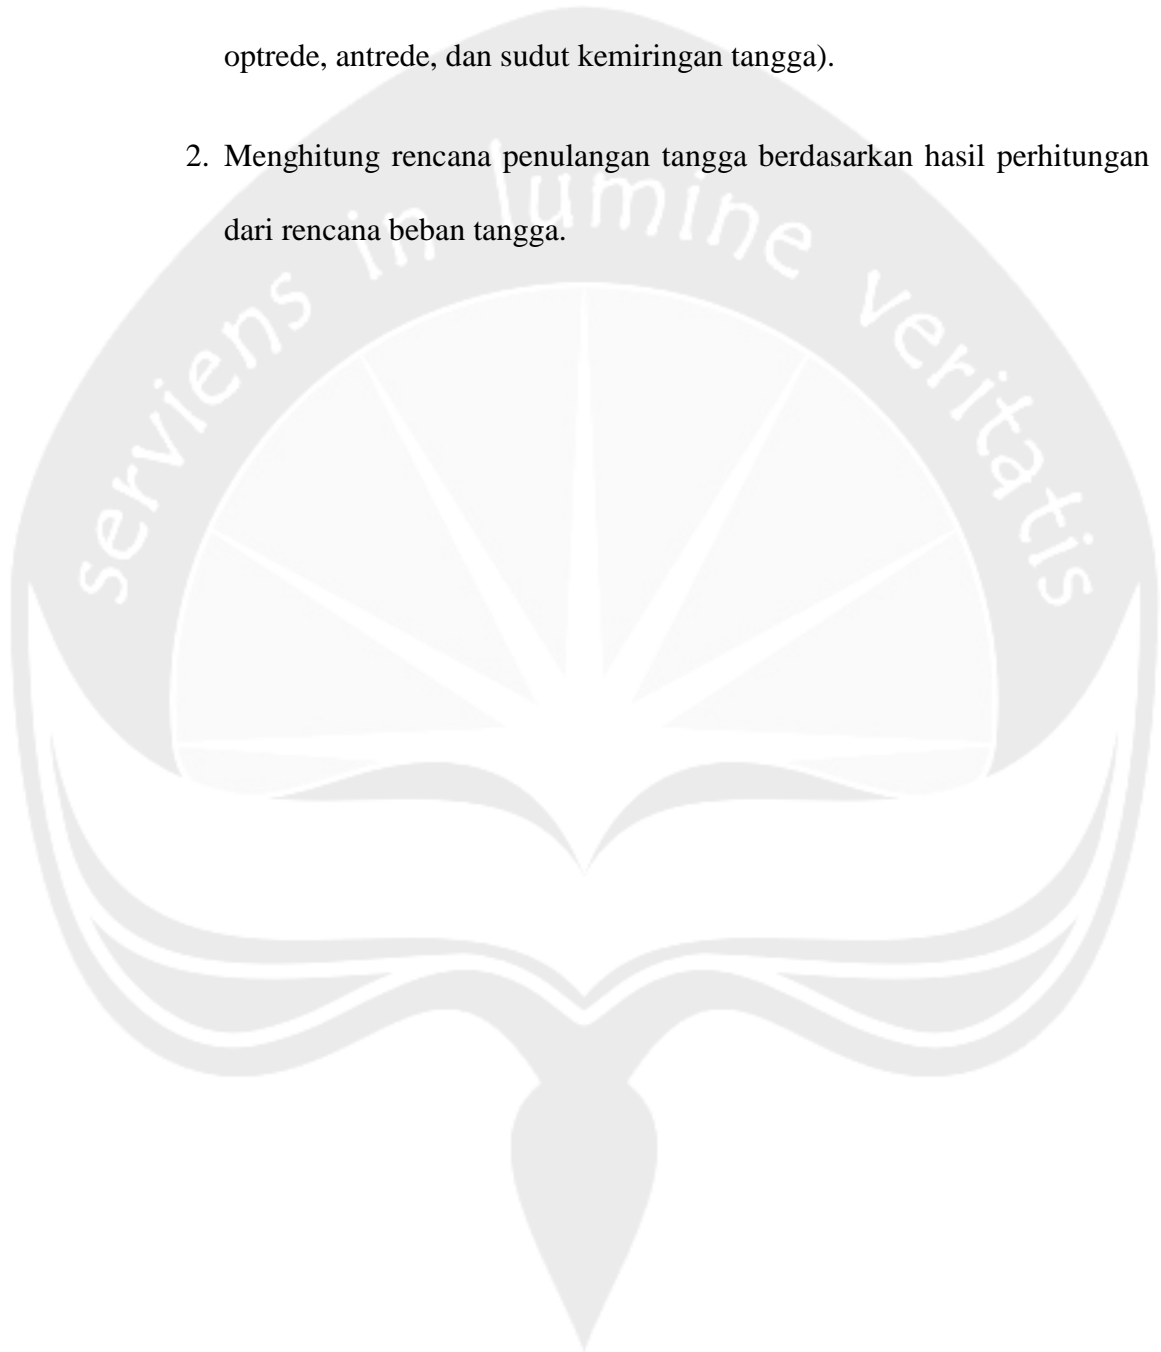 optrede, antrede, dan sudut kemiringan tangga).
2. Menghitung rencana penulangan tangga berdasarkan hasil perhitungan
dari rencana beban tangga.
serviens in lumine veritatis